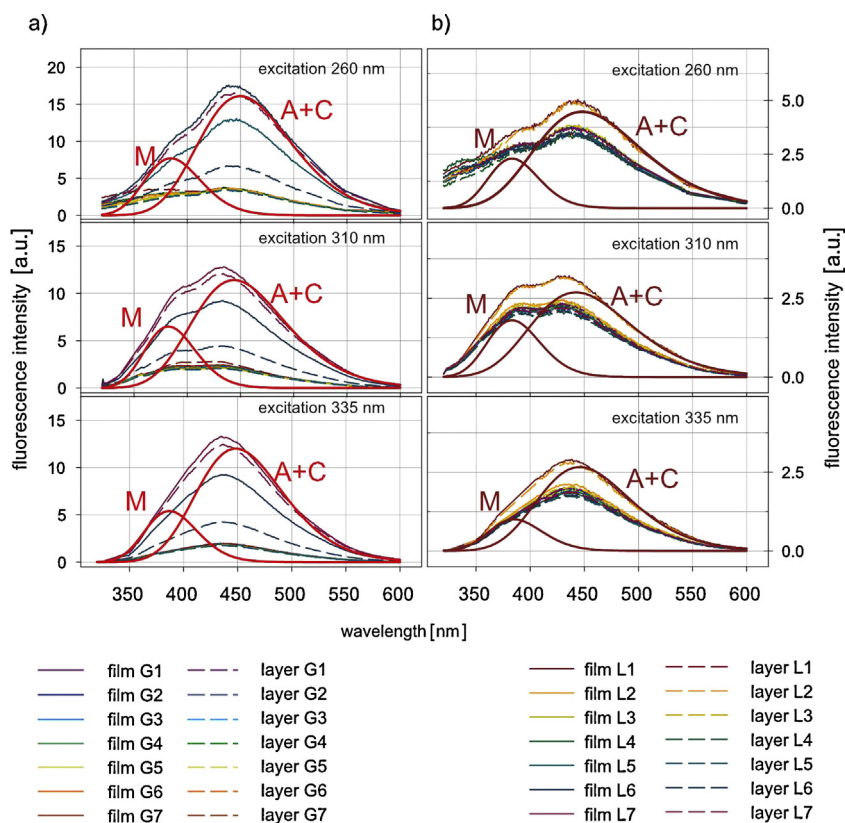 a)
b)
excitation 260 nm
20
15
10
5
0
M
A+C
excitation 310 nm
15
10
5
0
M
A+C
excitation 335 nm
15
10
5
0
M
A+C
fluorescence intensity [a.u.]
350 400 450 500 550 600
excitation 260 nm
5.0
2.5
0.0
M
A+C
excitation 310 nm
2.5
0.0
M
A+C
excitation 335 nm
2.5
0.0
M
A+C
fluorescence intensity [a.u.]
350 400 450 500 550 600
wavelength [nm]
film G1 layer G1
film G2 layer G2
film G3 layer G3
film G4 layer G4
film G5 layer G5
film G6 layer G6
film G7 layer G7
film L1 layer L1
film L2 layer L2
film L3 layer L3
film L4 layer L4
film L5 layer L5
film L6 layer L6
film L7 layer L7